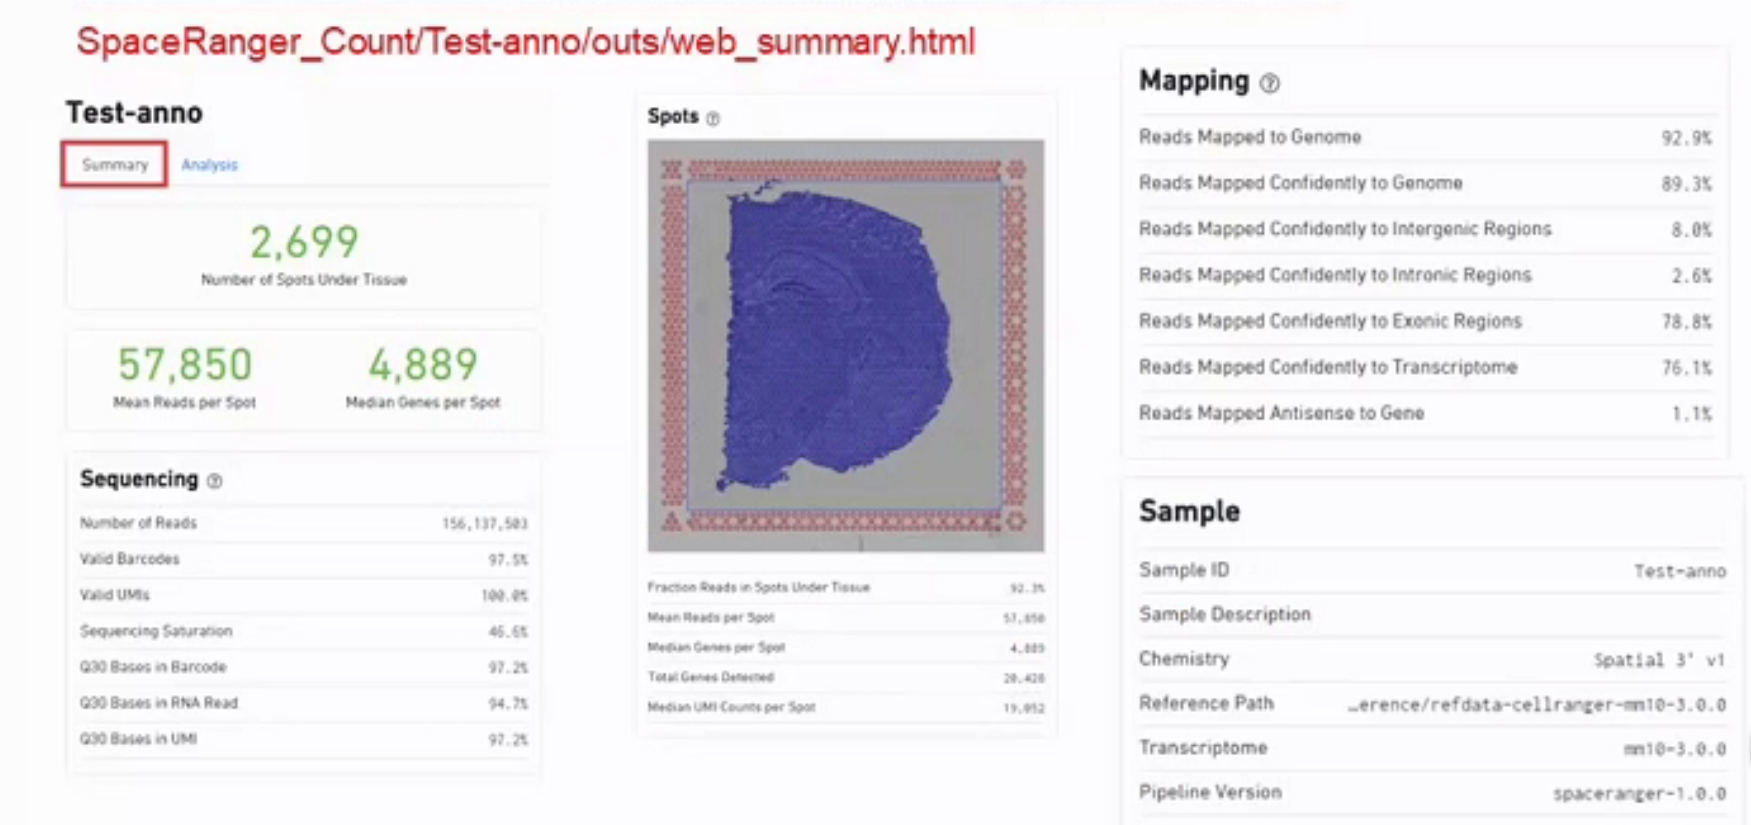 SpaceRanger_Count/Test-anno/outs/web_summary.html
Test-anno
Summary Analysis
2,699
Number of Spots Under Tissue
57,850 4,889
Mean Reads per Spot Median Genes per Spot
Sequencing ?
Number of Reads 156,137,503
Valid Barcodes 97.5%
Valid UMIs 100.0%
Sequencing Saturation 46.6%
Q30 Bases in Barcode 97.2%
Q30 Bases in RNA Read 94.7%
Q30 Bases in UMI 97.2%
Spots ?
Fraction Reads in Spots Under Tissue 92.3%
Mean Reads per Spot 57,850
Median Genes per Spot 4,889
Total Genes Detected
Median UMI Counts per Spot
Mapping ?
Reads Mapped to Genome 92.9%
Reads Mapped Confidently to Genome 89.3%
Reads Mapped Confidently to Intergenic Regions 8.0%
Reads Mapped Confidently to Intronic Regions 2.6%
Reads Mapped Confidently to Exonic Regions 78.8%
Reads Mapped Confidently to Transcriptome 76.1%
Reads Mapped Antisense to Gene 1.1%
Sample
Sample ID Test-anno
Sample Description
Chemistry Spatial 3' v1
Reference Path …erence/refdata-cellranger-mm10-3.0.0
Transcriptome mm10-3.0.0
Pipeline Version spaceranger-1.0.0